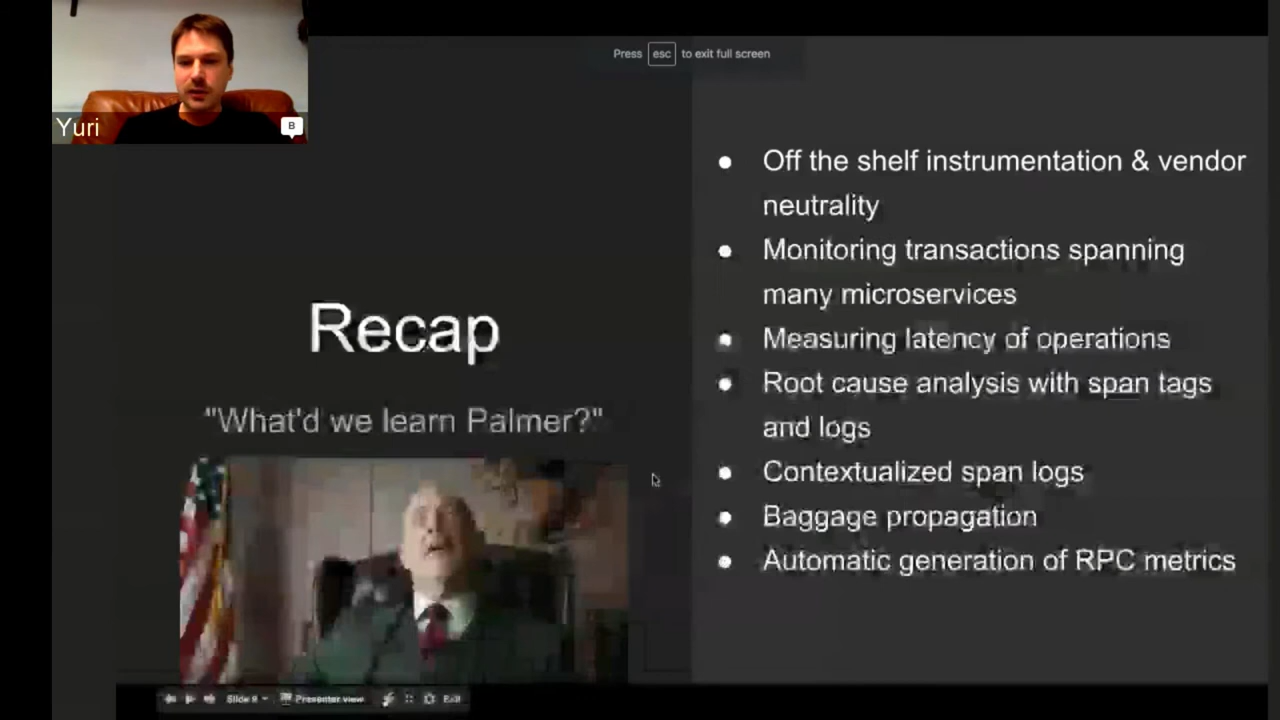 Press esc to exit full screen
Yuri
B
Off the shelf instrumentation & vendor
neutrality
Monitoring transactions spanning
many microservices
Measuring latency of operations
Root cause analysis with span tags
and logs
Contextualized span logs
Baggage propagation
Automatic generation of RPC metrics
Recap
"What'd we learn Palmer?"
Slide 9
Presenter view
Exit